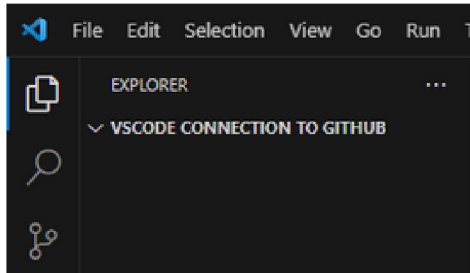 File Edit Selection View Go Run
EXPLORER ...
VSCODE CONNECTION TO GITHUB